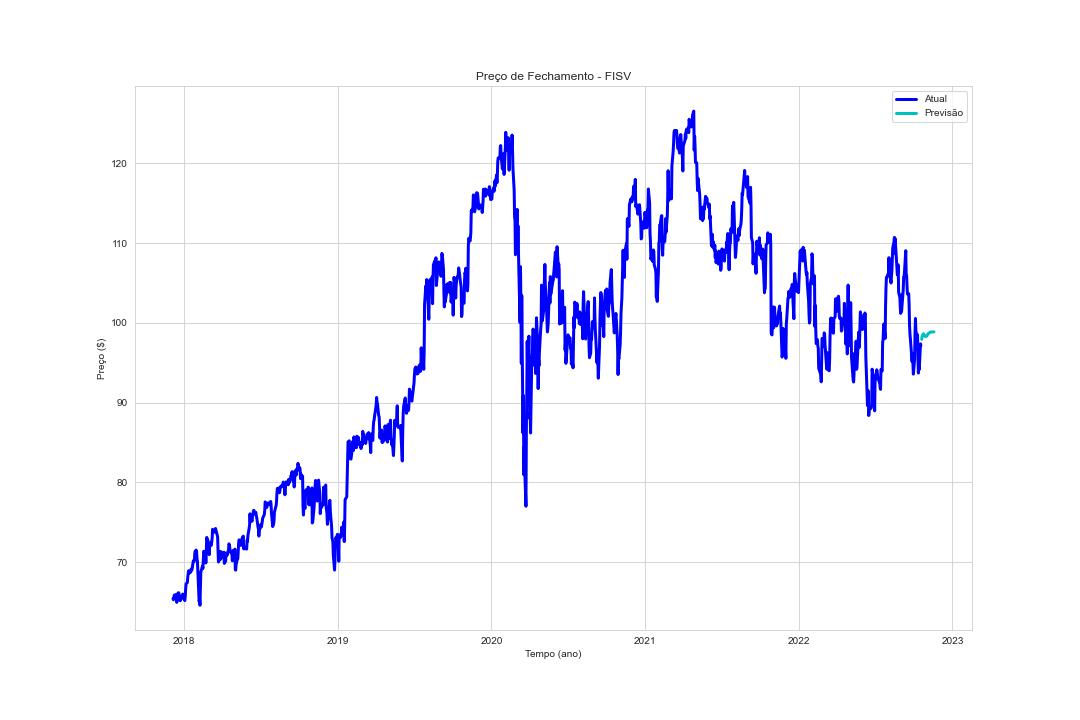 Preço de Fechamento - FISV
Atual
Previsão
Preço ($)
120
110
100
90
80
70
2018 2019 2020 2021 2022 2023
Tempo (ano)